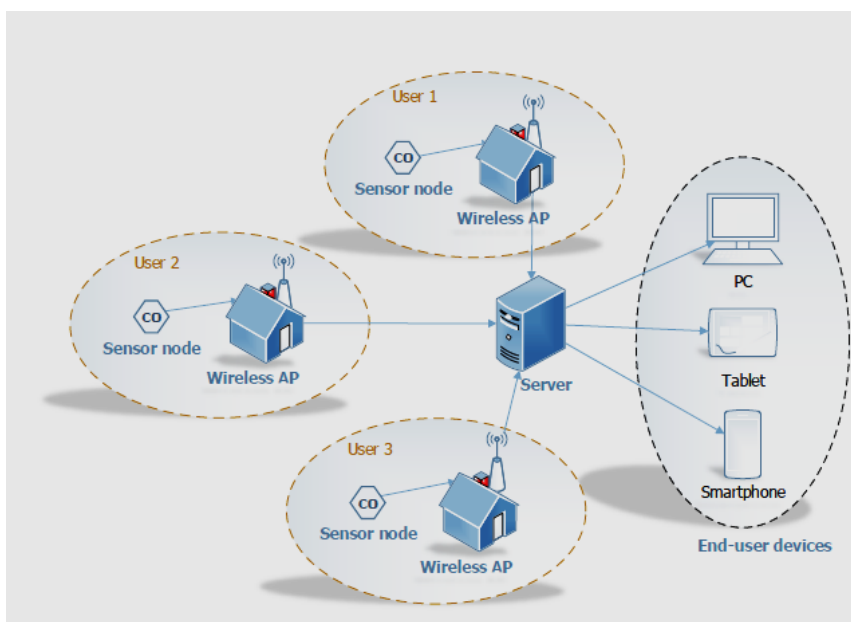 User 1
CO
Sensor node
Wireless AP
User 2
CO
Sensor node
Wireless AP
Server
User 3
CO
Sensor node
Wireless AP
PC
Tablet
Smartphone
End-user devices